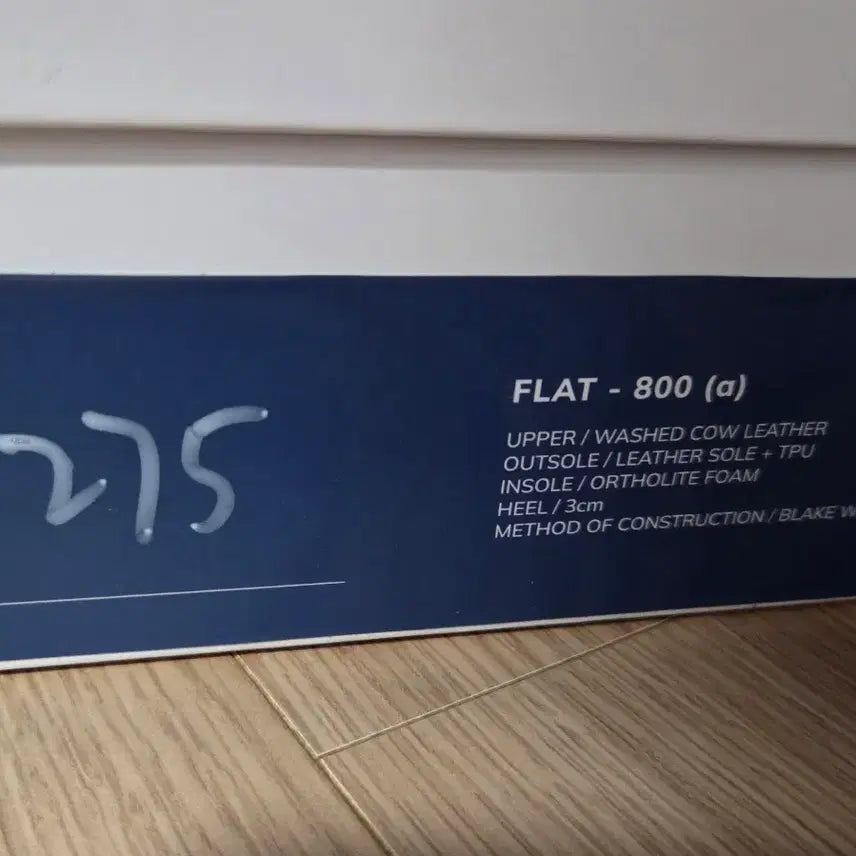 275
FLAT - 800 (a)
UPPER / WASHED COW LEATHER
OUTSOLE / LEATHER SOLE + TPU
INSOLE / ORTHOLITE FOAM
HEEL / 3cm
METHOD OF CONSTRUCTION / BLAKE